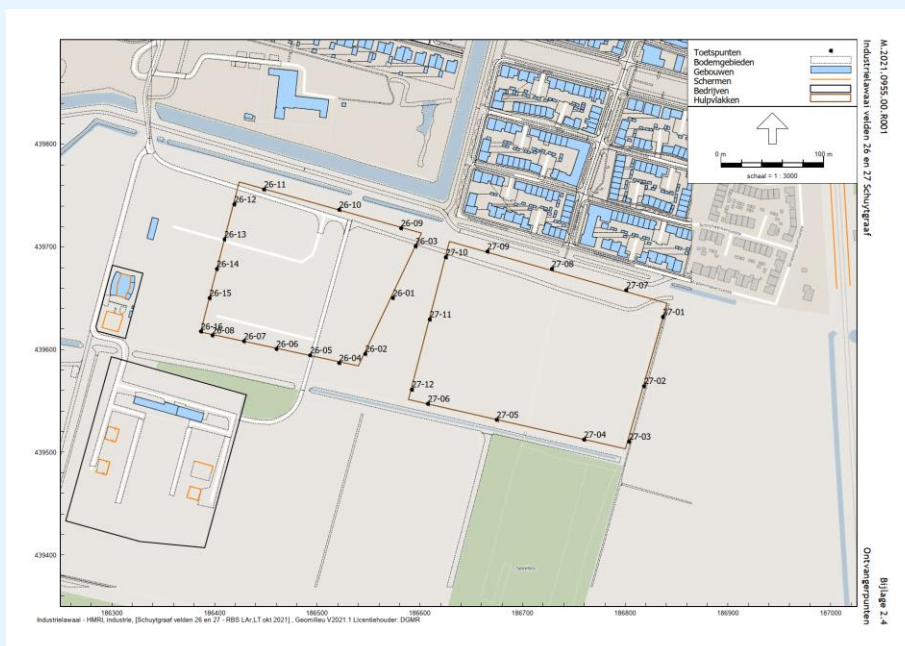 M.2021.0955.00.R001
Industrielawaai velden 26 en 27 Schuytgraaf
Bijlage 2.4
Ontvangerpunten
Toetspunten
Bodemgebieden
Gebouwen
Schermen
Bedrijven
Hulpvlakken
0 m
100 m
schaal = 1 : 3000
439800
439700
439600
439500
439400
26-11
26-12
26-10
26-09
26-13
26-03
27-10
27-09
27-08
26-14
27-07
26-15
26-01
27-01
27-11
26-16
26-08
26-07
26-06
26-05
26-04
26-02
27-02
27-12
27-06
27-05
27-04
27-03
186300
186400
186500
186600
186700
186800
186900
187000
Industrielawaai - HMRI, Industrie, [Schuytgraaf velden 26 en 27 - RBS LAr,LT okt 2021] , Geomilieu V2021.1 Licentiehouder: DGMR